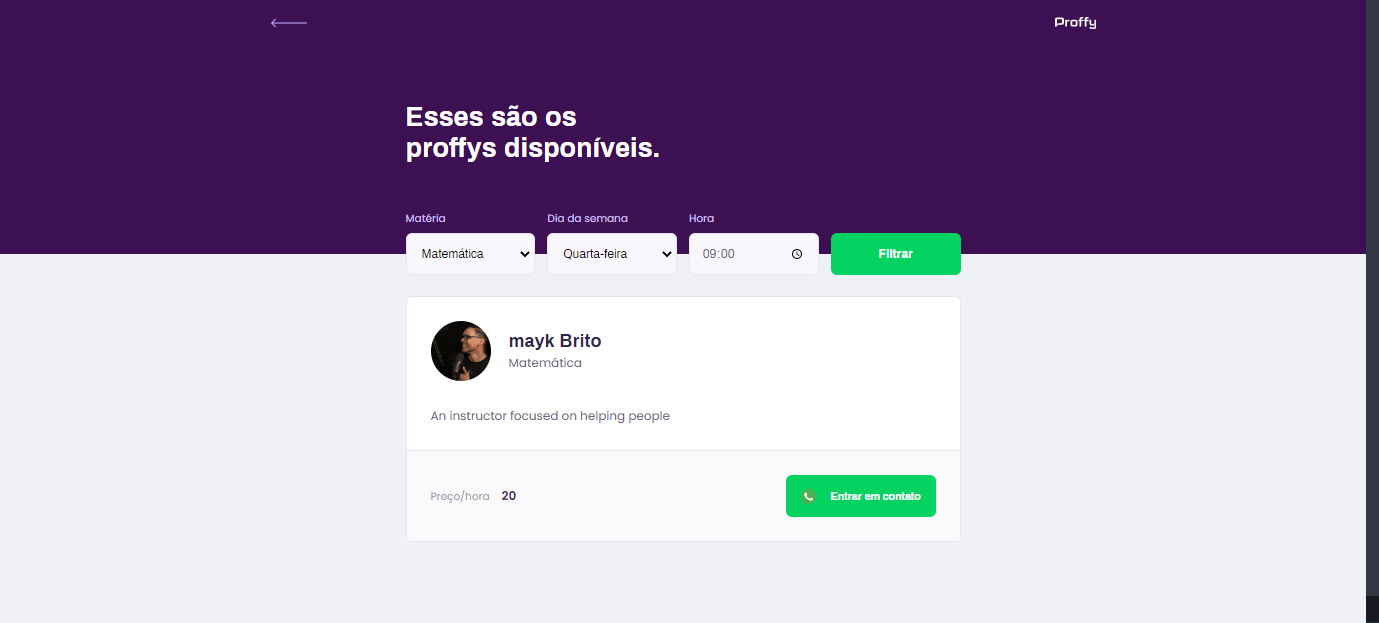 Proffy
Esses são os
proffys disponíveis.
Matéria Dia da semana Hora
Matemática Quarta-feira 09:00 Filtrar
mayk Brito
Matemática
An instructor focused on helping people
Preço/hora 20 Entrar em contato